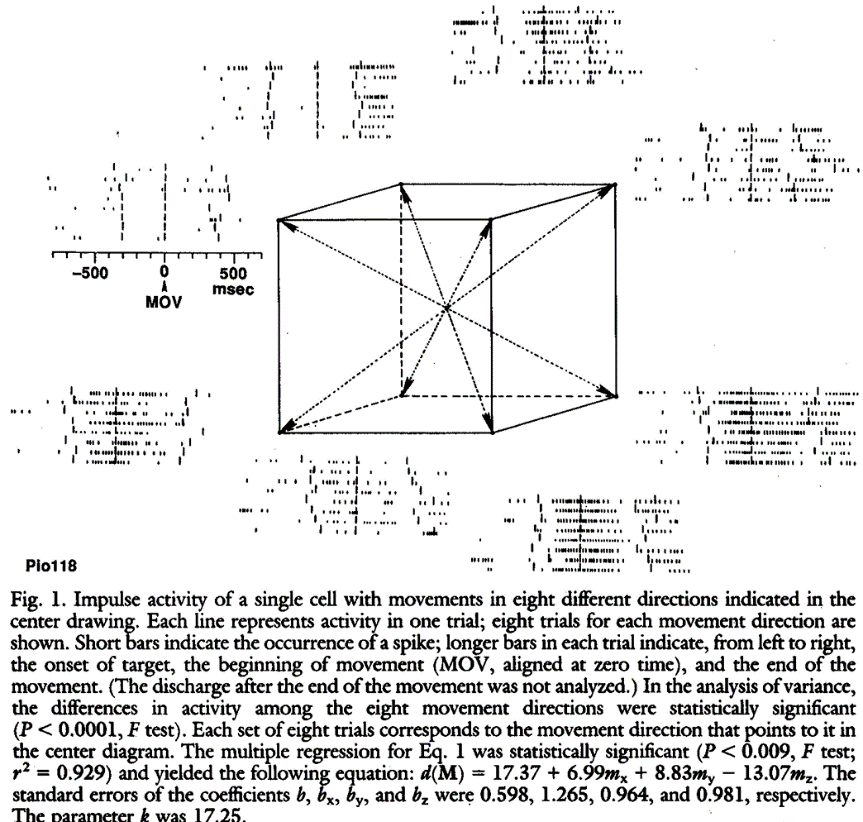 −500 0 500
msec
MOV
Pio118
Fig. 1. Impulse activity of a single cell with movements in eight different directions indicated in the
center drawing. Each line represents activity in one trial; eight trials for each movement direction are
shown. Short bars indicate the occurrence of a spike; longer bars in each trial indicate, from left to right,
the onset of target, the beginning of movement (MOV, aligned at zero time), and the end of the
movement. (The discharge after the end of the movement was not analyzed.) In the analysis of variance,
the differences in activity among the eight movement directions were statistically significant
(P < 0.0001, F test). Each set of eight trials corresponds to the movement direction that points to it in
the center diagram. The multiple regression for Eq. 1 was statistically significant (P < 0.009, F test;
r² = 0.929) and yielded the following equation: d(M) = 17.37 + 6.99mₓ + 8.83m_y − 13.07m_z. The
standard errors of the coefficients b, bₓ, b_y, and b_z were 0.598, 1.265, 0.964, and 0.981, respectively.
The parameter k was 17.25.